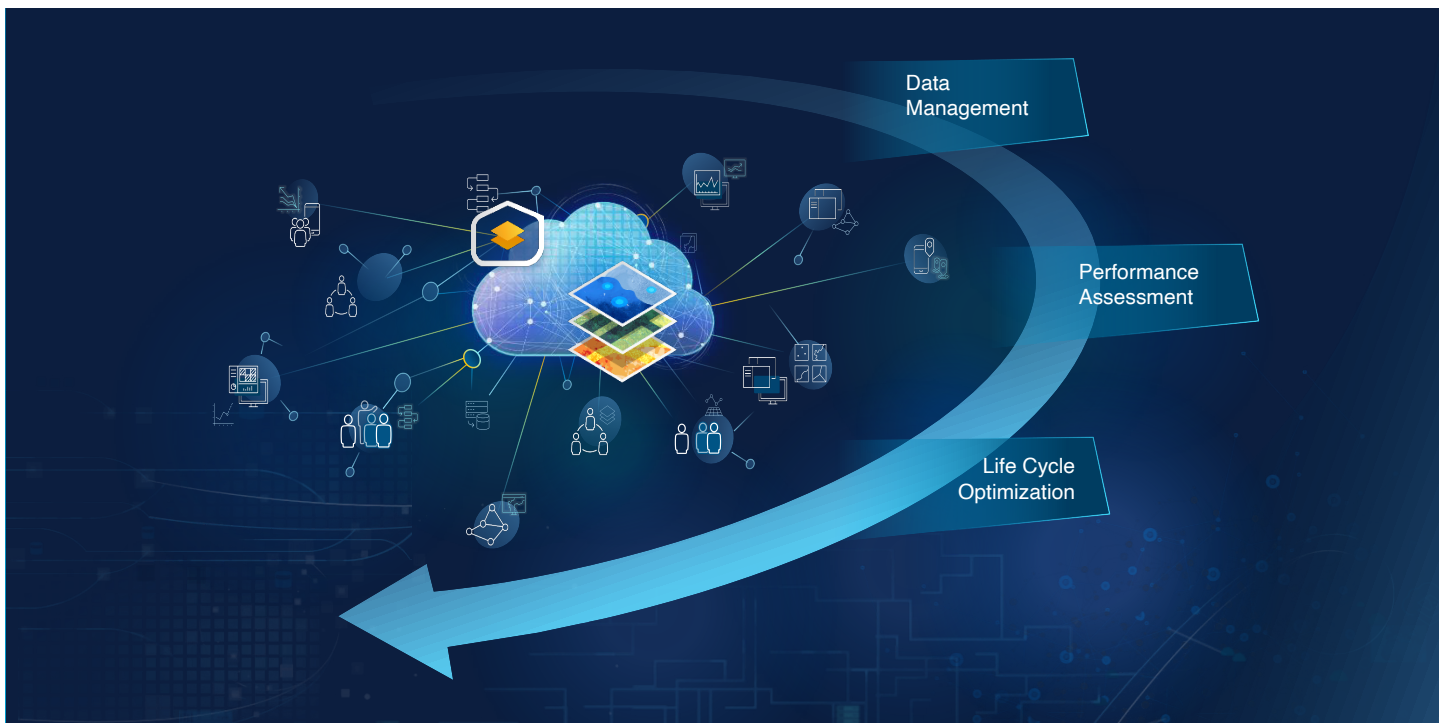 Data
Management
Performance
Assessment
Life Cycle
Optimization